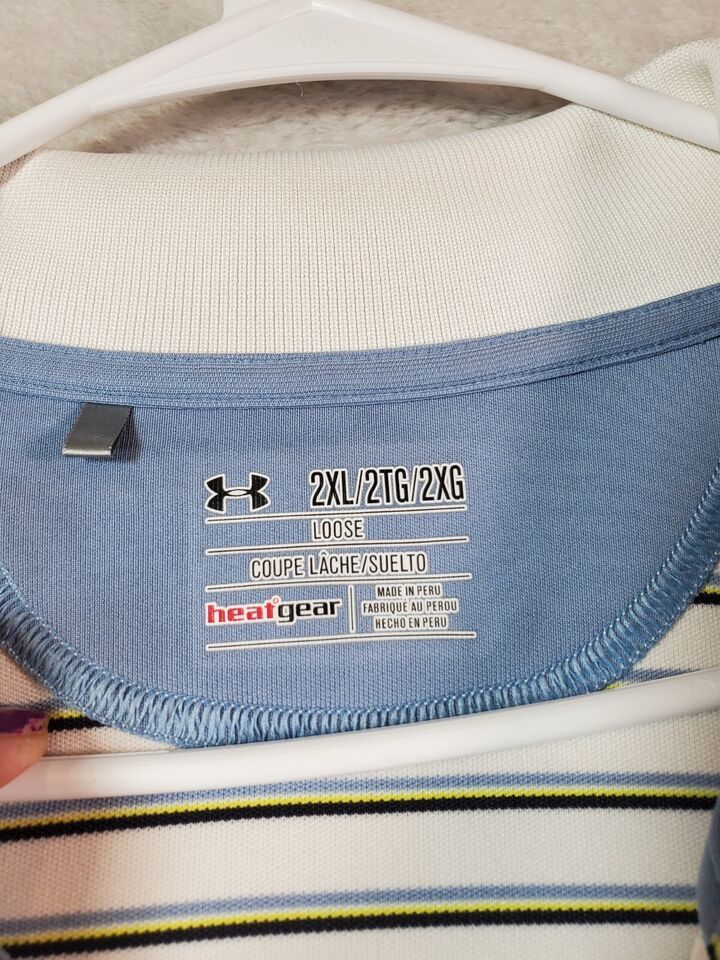 2XL/2TG/2XG
LOOSE
COUPE LÂCHE/SUELTO
heatgear
MADE IN PERU
FABRIQUÉ AU PEROU
HECHO EN PERU